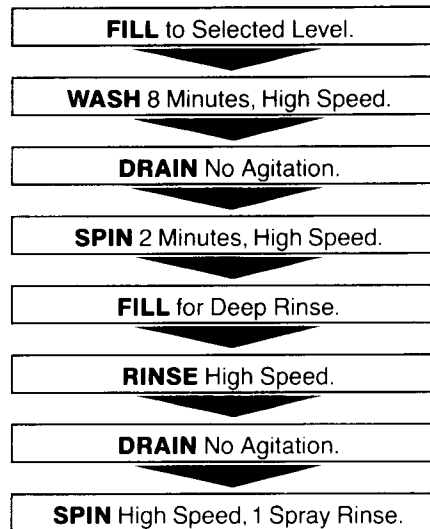 FILL to Selected Level.
WASH 8 Minutes, High Speed.
DRAIN No Agitation.
SPIN 2 Minutes, High Speed.
FILL for Deep Rinse.
RINSE High Speed.
DRAIN No Agitation.
SPIN High Speed, 1 Spray Rinse.